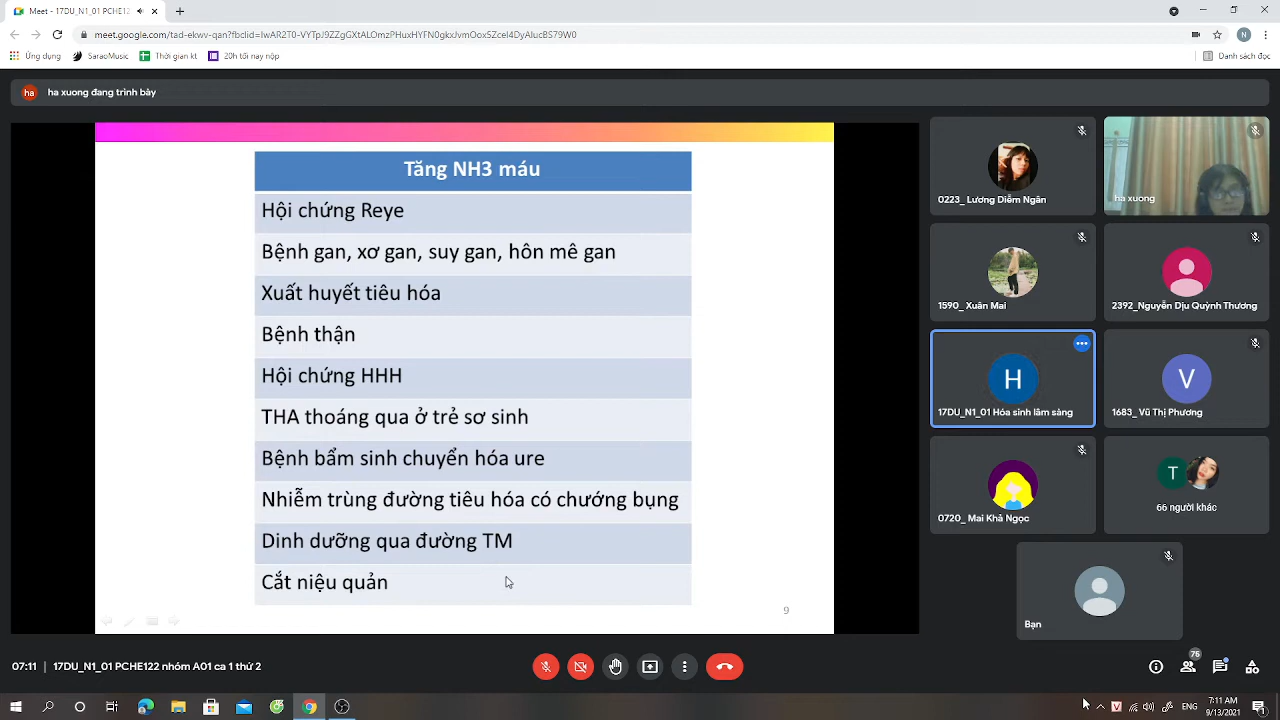 Meet - 17DU_N1_01 PCHE12
meet.google.com/tad-ekwv-qan?fbclid=IwAR2T0-VYTpJ9ZZgGXtALOmzPHuxHYFN0gkxJvmOoxSZcel4DyAIucBS79W0
N
Ứng dụng
SaraoMusic
Thời gian kt
20h tối nay nộp
Danh sách đọc
ha
ha xuong đang trình bày
Tăng NH3 máu
Hội chứng Reye
Bệnh gan, xơ gan, suy gan, hôn mê gan
Xuất huyết tiêu hóa
Bệnh thận
Hội chứng HHH
THA thoáng qua ở trẻ sơ sinh
Bệnh bẩm sinh chuyển hóa ure
Nhiễm trùng đường tiêu hóa có chướng bụng
Dinh dưỡng qua đường TM
Cắt niệu quản
9
0223_ Lương Diễm Ngân
ha xuong
1590_ Xuân Mai
2392_Nguyễn Dịu Quỳnh Thương
H
17DU_N1_01 Hóa sinh lâm sàng
V
1683_ Vũ Thị Phương
0720_ Mai Khả Ngọc
T
66 người khác
Bạn
07:11 | 17DU_N1_01 PCHE122 nhóm A01 ca 1 thứ 2
76
7:11 AM
9/13/2021